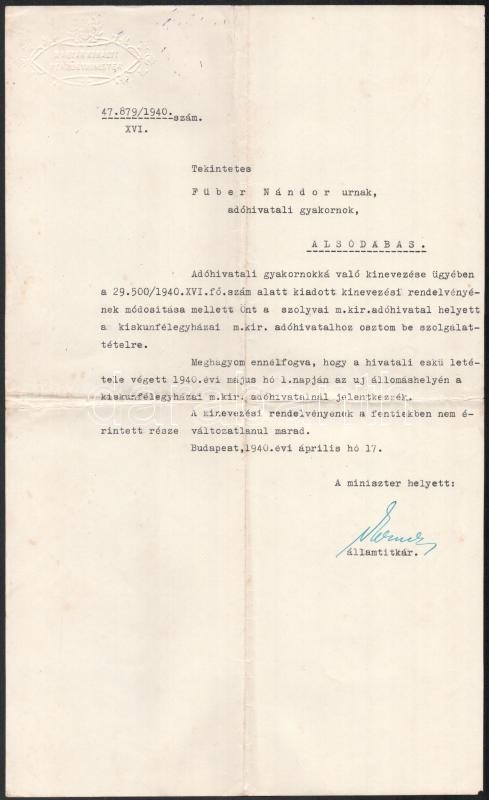 MAGYAR KIRÁLYI
PÉNZÜGYMINISTER
47.879/1940. szám.
XVI.
Tekintetes
Füber Nándor urnak,
adóhivatali gyakornok,
ALSODABAS.
Adóhivatali gyakornokká való kinevezése ügyében
a 29.500/1940.XVI.fő.szám alatt kiadott kinevezési rendelvényé-
nek módositása mellett Önt a szolyvai m.kir.adóhivatal helyett
a kiskunfélegyházai m.kir. adóhivatalhoz osztom be szolgálat-
tételre.
Meghagyom ennélfogva, hogy a hivatali eskü leté-
tele végett 1940.évi május hó 1.napján az uj állomáshelyén a
kiskunfélegyházai m.kir. adóhivatalnál jelentkezzék.
A kinevezési rendelvényének a fentiekben nem é-
rintett része változatlanul marad.
Budapest,1940.évi április hó 17.
A miniszter helyett:
államtitkár.